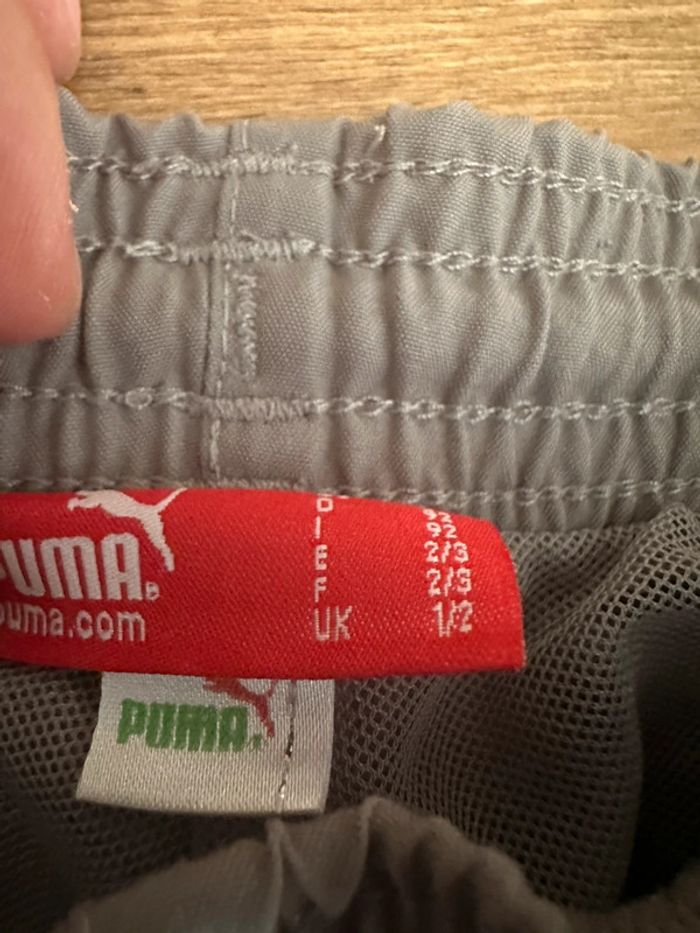 PUMA
puma.com
D 92
I 92
E 2/3
F 2/3
UK 1/2
PUMA